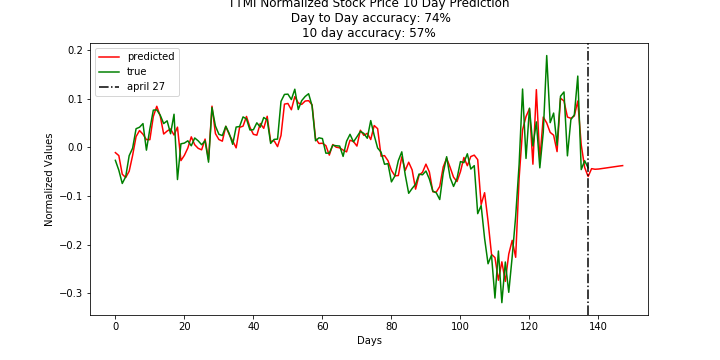 TTMI Normalized Stock Price 10 Day Prediction
Day to Day accuracy: 74%
10 day accuracy: 57%
predicted
true
april 27
Normalized Values
0.2
0.1
0.0
−0.1
−0.2
−0.3
0 20 40 60 80 100 120 140
Days